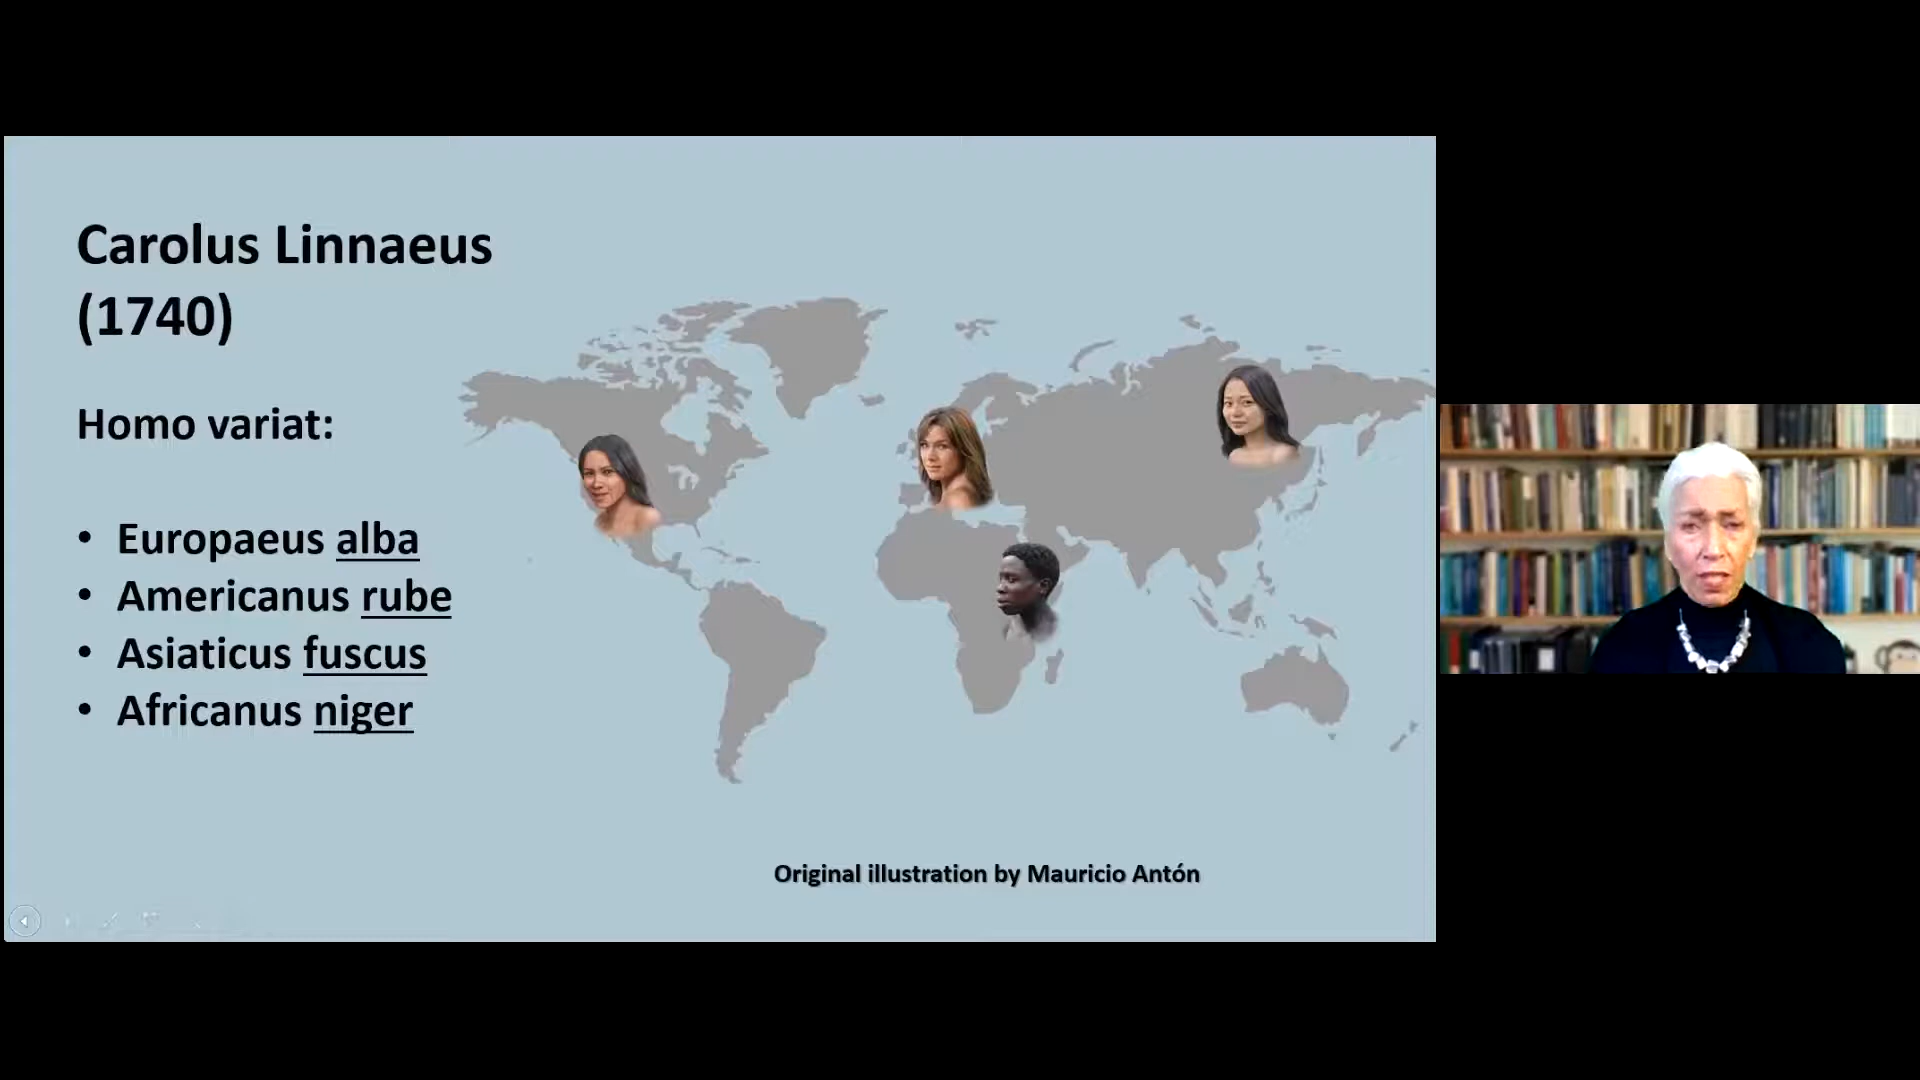 Carolus Linnaeus
(1740)
Homo variat:
• Europaeus alba
• Americanus rube
• Asiaticus fuscus
• Africanus niger
Original illustration by Mauricio Antón